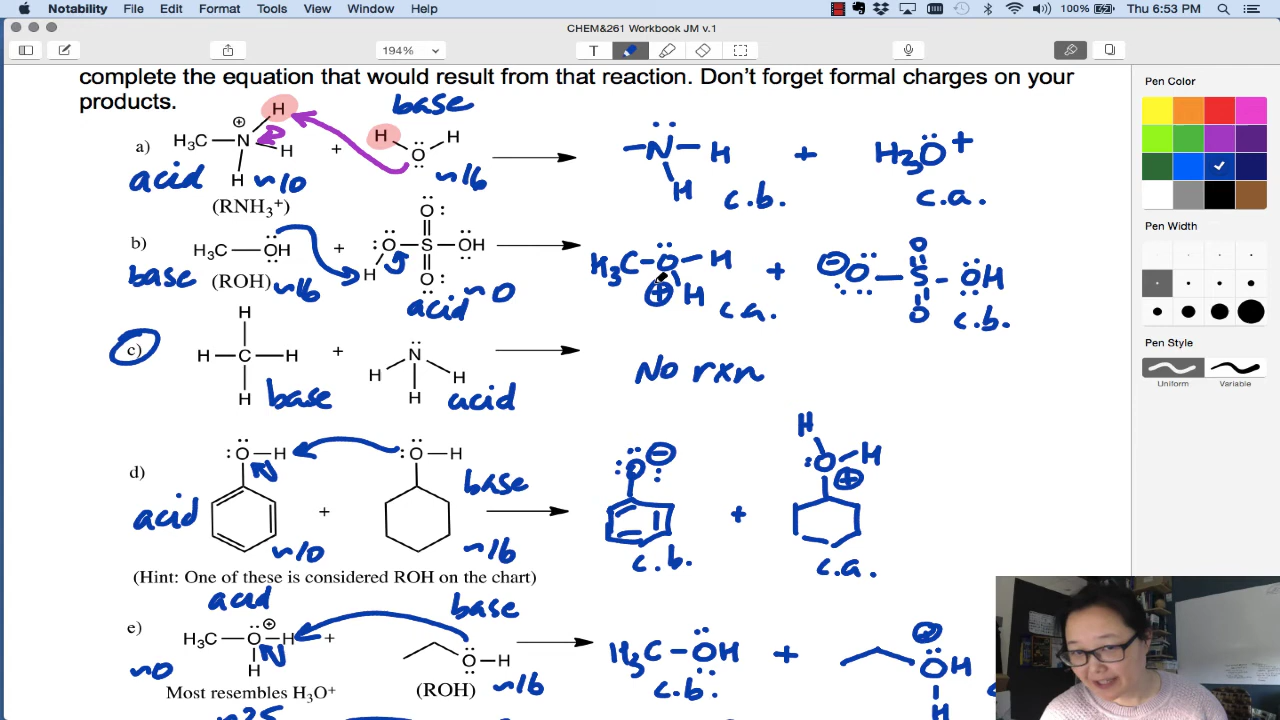 Notability File Edit Format Tools View Window Help 100% Thu 6:53 PM
CHEM&261 Workbook JM v.1
T 194%
Pen Color
Pen Width
Pen Style
Uniform Variable
complete the equation that would result from that reaction. Don't forget formal charges on your
products.
a) H₃C N H H H + H O H base N H H + H₃O+
acid ~10 ~16 c.b. c.a.
(RNH₃⁺)
b) H₃C OH + O S OH O O H H₃C-O-H H + O S OH O O
base (ROH) ~16 acid ~0 ⊕ c.a. ⊖ c.b.
c) H H C H H + N H H H No rxn
base acid
d) O H + O H O ⊖ + H O H ⊕
acid ~10 base ~16 c.b. c.a.
(Hint: One of these is considered ROH on the chart)
acid base
e) H₃C O H H ⊕ + O H H₃C-OH + OH H
~0 (ROH) ~16 c.b.
Most resembles H₃O⁺